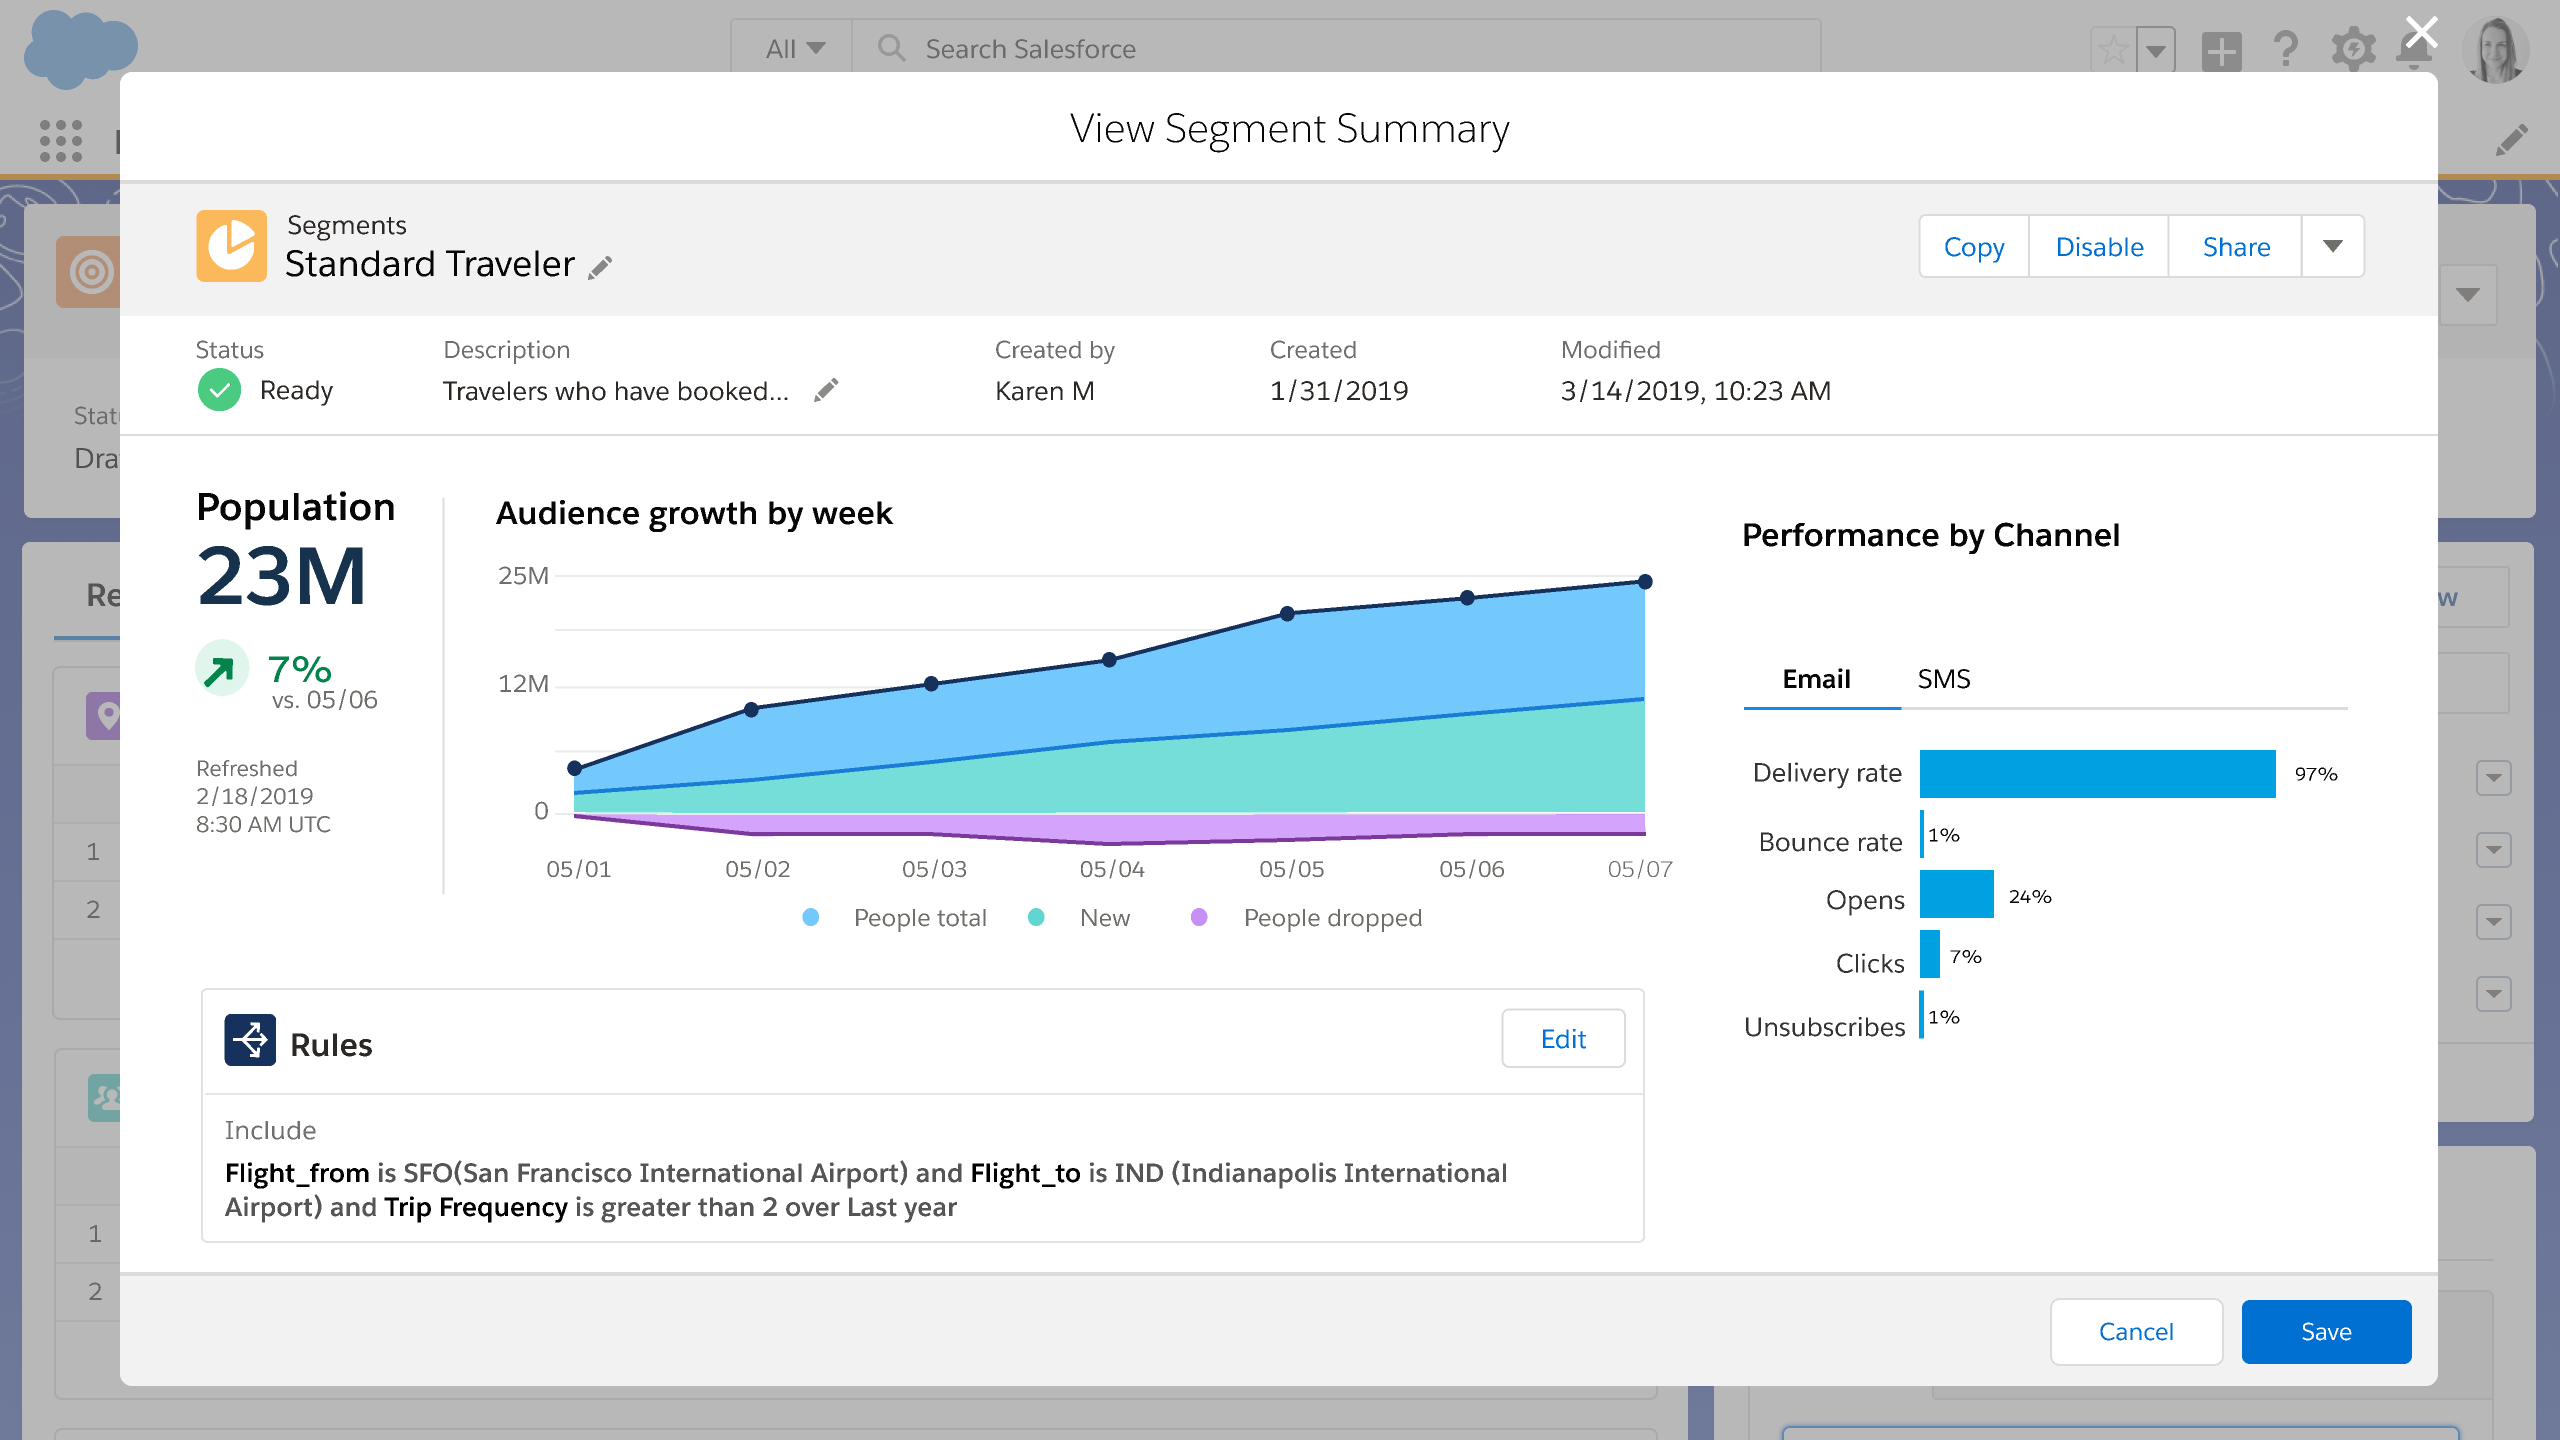 All
Search Salesforce
View Segment Summary
Segments
Standard Traveler
Copy
Disable
Share
Status
Description
Created by
Created
Modified
Ready
Travelers who have booked...
Karen M
1/31/2019
3/14/2019, 10:23 AM
Population
23M
7%
vs. 05/06
Refreshed
2/18/2019
8:30 AM UTC
Audience growth by week
25M
12M
0
05/01
05/02
05/03
05/04
05/05
05/06
05/07
People total
New
People dropped
Performance by Channel
Email
SMS
Delivery rate
97%
Bounce rate
1%
Opens
24%
Clicks
7%
Unsubscribes
1%
Rules
Edit
Include
Flight_from is SFO(San Francisco International Airport) and Flight_to is IND (Indianapolis International
Airport) and Trip Frequency is greater than 2 over Last year
Cancel
Save
1
2
1
2